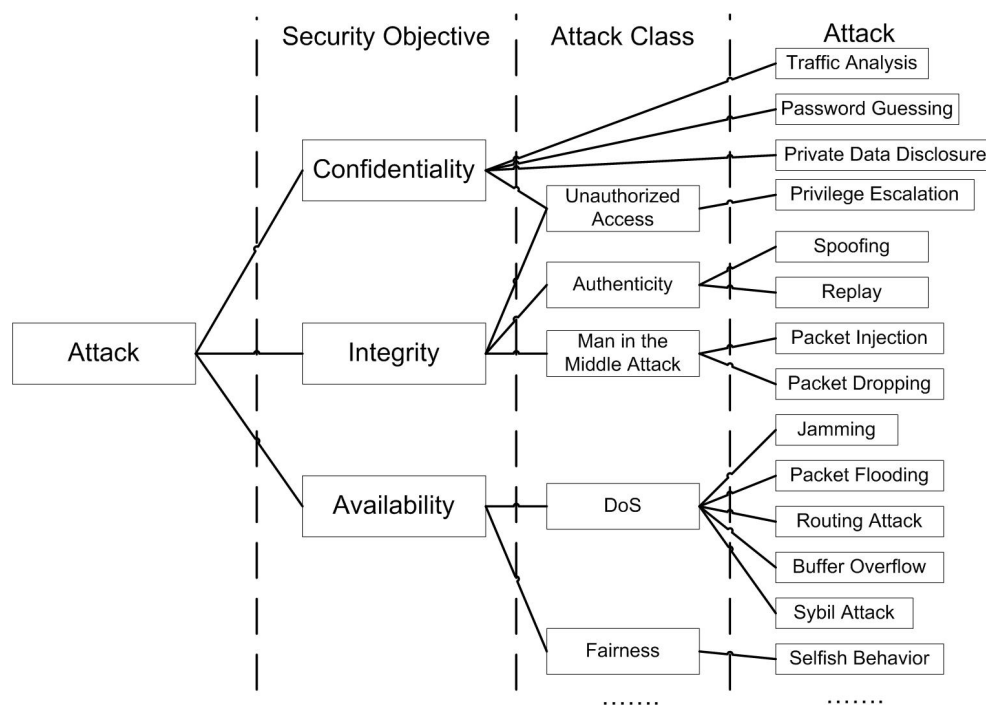 Security Objective
Attack Class
Attack
Traffic Analysis
Password Guessing
Private Data Disclosure
Confidentiality
Unauthorized
Access
Privilege Escalation
Spoofing
Authenticity
Replay
Attack
Integrity
Man in the
Middle Attack
Packet Injection
Packet Dropping
Jamming
Packet Flooding
Availability
DoS
Routing Attack
Buffer Overflow
Sybil Attack
Fairness
Selfish Behavior
.......
.......